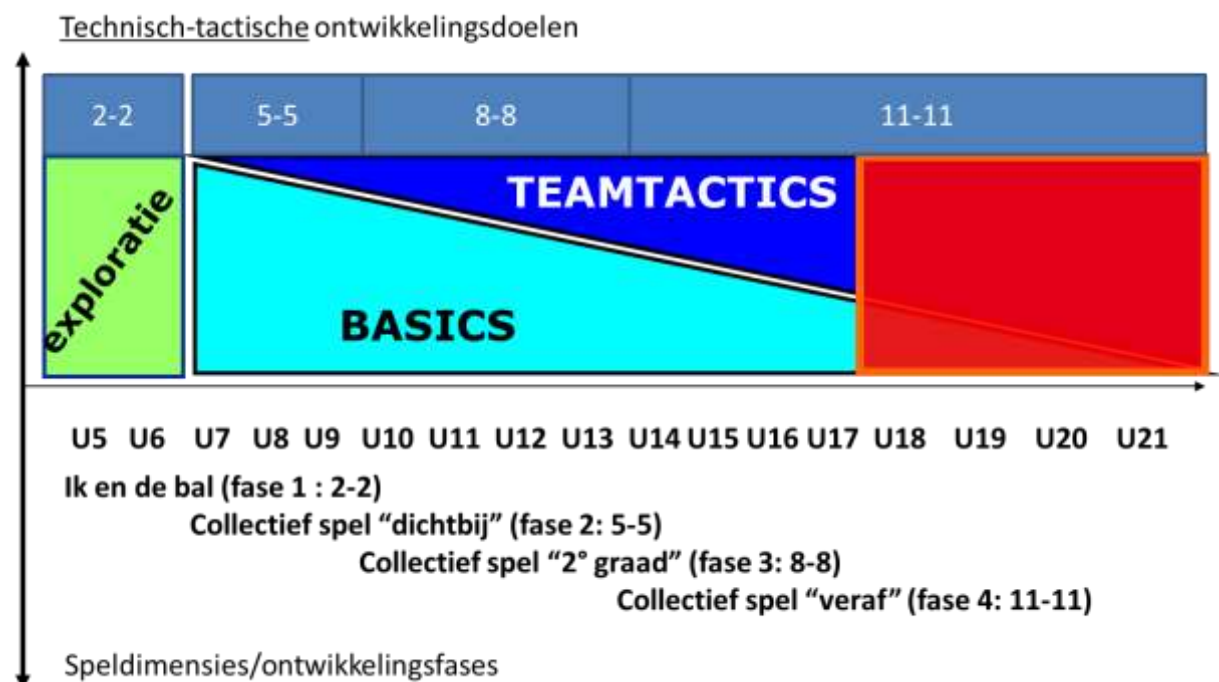 Technisch-tactische ontwikkelingsdoelen
2-2 5-5 8-8 11-11
exploratie
TEAMTACTICS
BASICS
U5 U6 U7 U8 U9 U10 U11 U12 U13 U14 U15 U16 U17 U18 U19 U20 U21
Ik en de bal (fase 1 : 2-2)
Collectief spel “dichtbij” (fase 2: 5-5)
Collectief spel “2° graad” (fase 3: 8-8)
Collectief spel “veraf” (fase 4: 11-11)
Speldimensies/ontwikkelingsfases